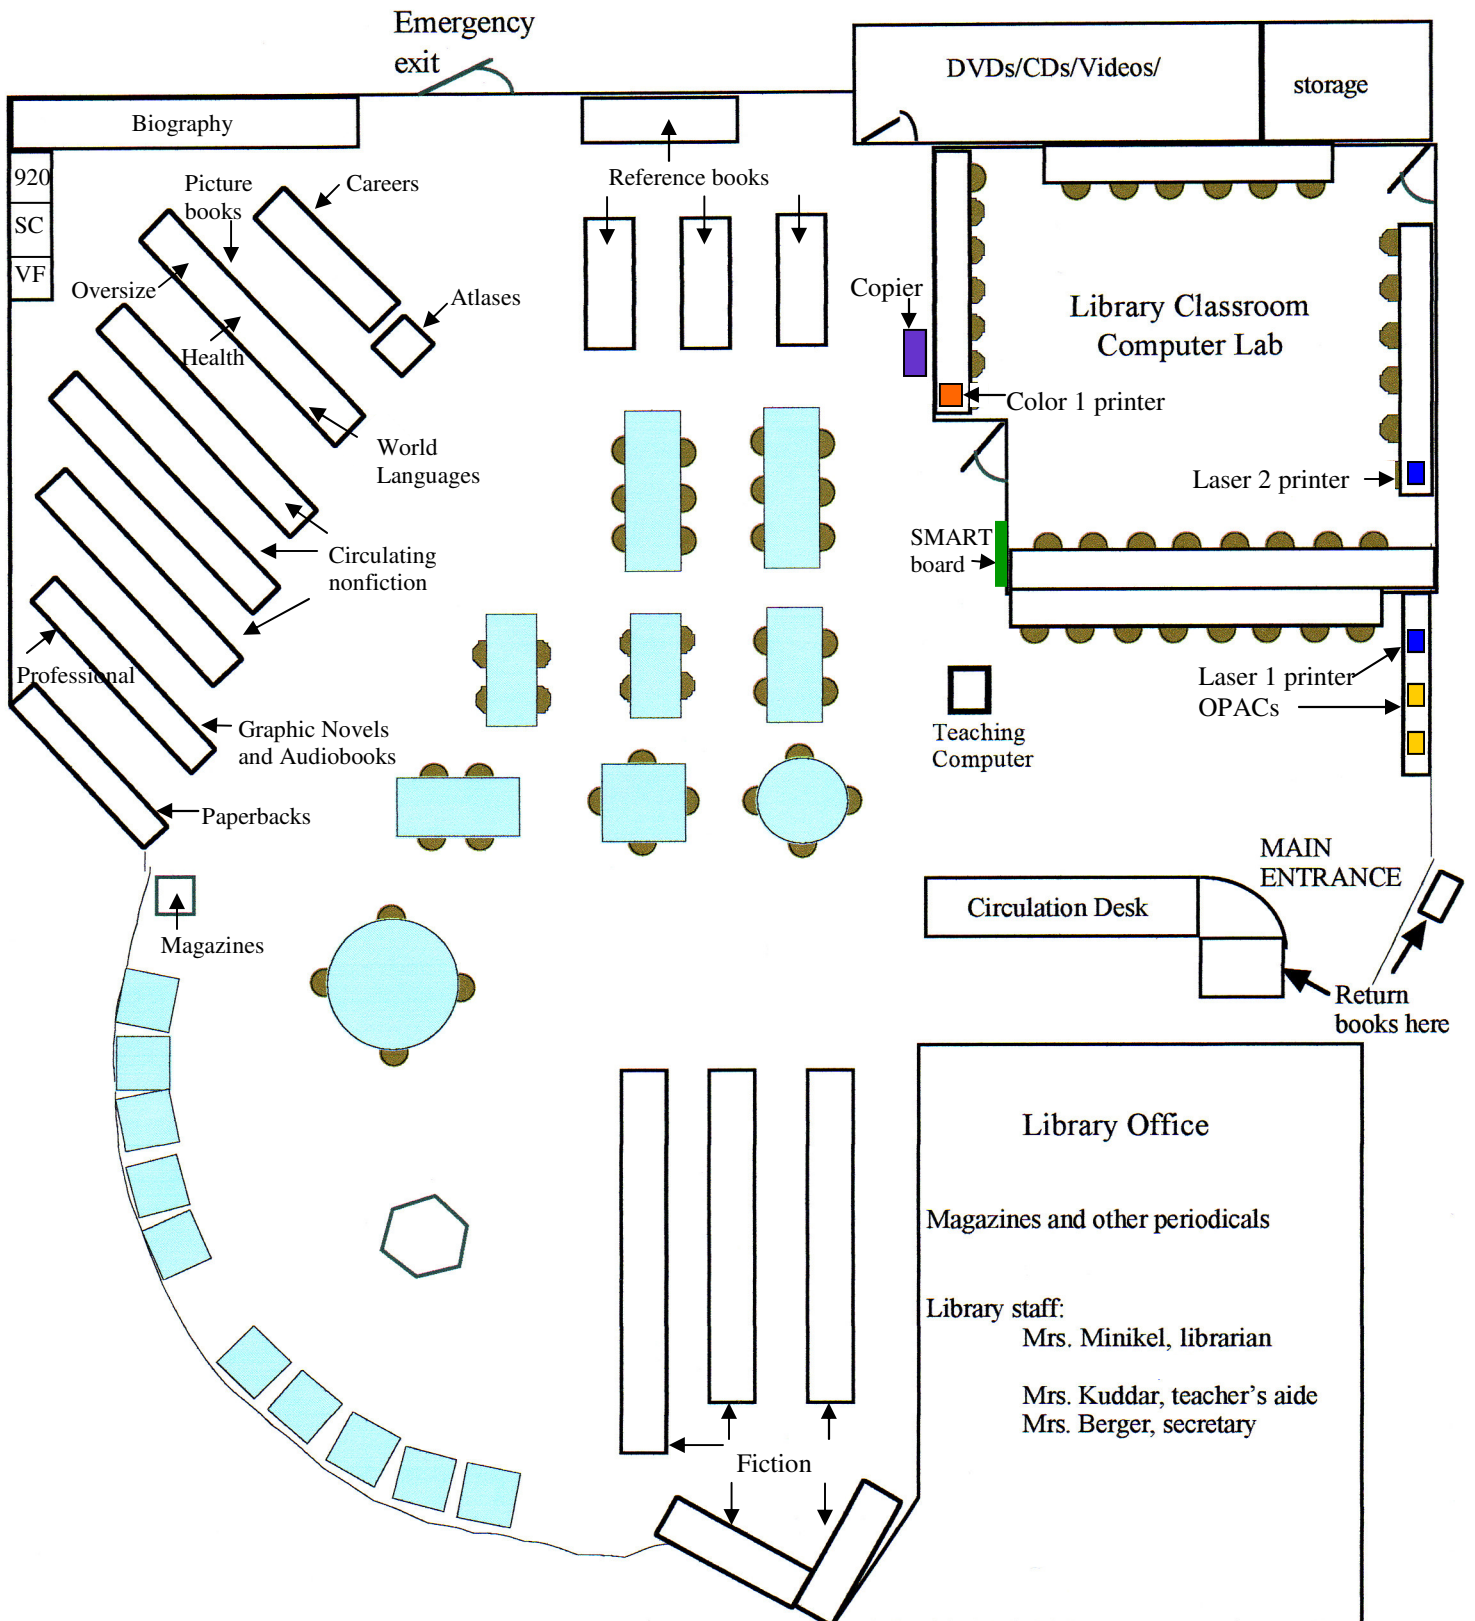 Emergency
exit
DVDs/CDs/Videos/
storage
Biography
920
SC
VF
Picture
books
Careers
Reference books
Oversize
Atlases
Health
Copier
Library Classroom
Computer Lab
Color 1 printer
World
Languages
Laser 2 printer
SMART
board
Circulating
nonfiction
Professional
Laser 1 printer
OPACs
Graphic Novels
and Audiobooks
Teaching
Computer
Paperbacks
MAIN
ENTRANCE
Circulation Desk
Magazines
Return
books here
Library Office
Magazines and other periodicals
Library staff:
Mrs. Minikel, librarian
Mrs. Kuddar, teacher’s aide
Mrs. Berger, secretary
Fiction